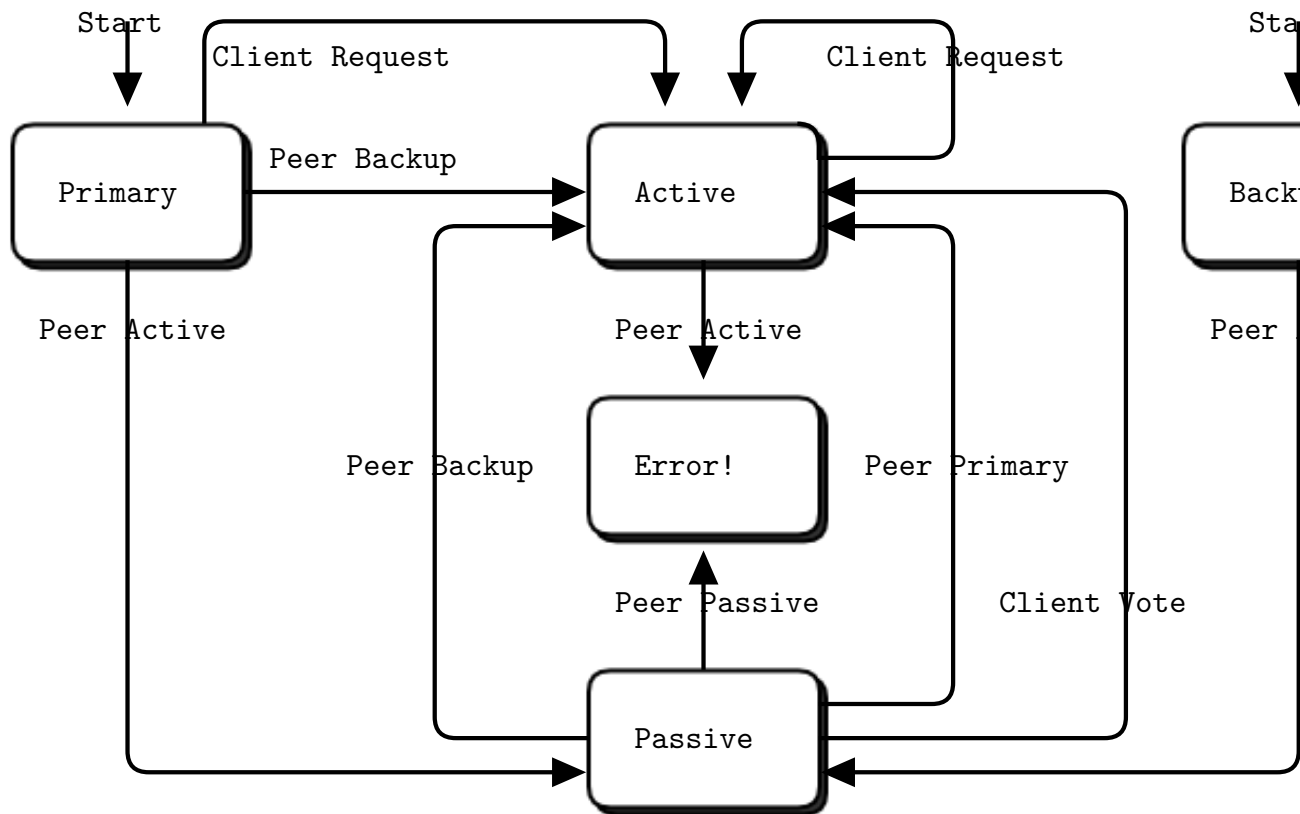 Start
Client Request
Client Request
Peer Backup
Primary
Active
Peer Active
Peer Active
Peer
Peer Backup
Error!
Peer Primary
Peer Passive
Client Vote
Passive